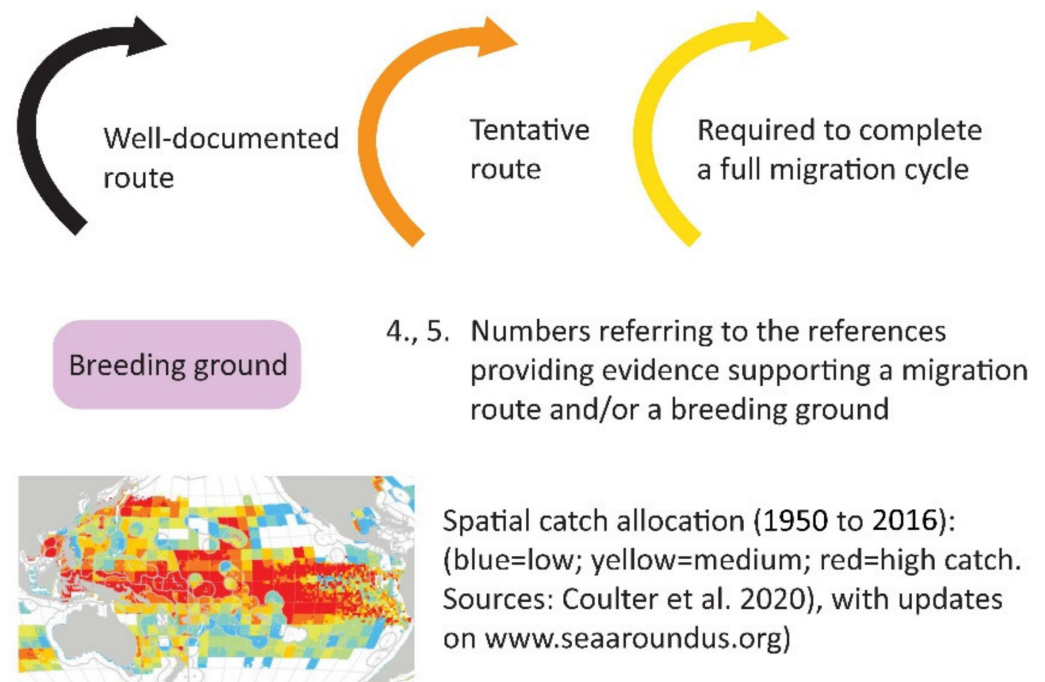 Well-documented
route
Tentative
route
Required to complete
a full migration cycle
Breeding ground
4., 5. Numbers referring to the references
providing evidence supporting a migration
route and/or a breeding ground
Spatial catch allocation (1950 to 2016):
(blue=low; yellow=medium; red=high catch.
Sources: Coulter et al. 2020), with updates
on www.seaaroundus.org)